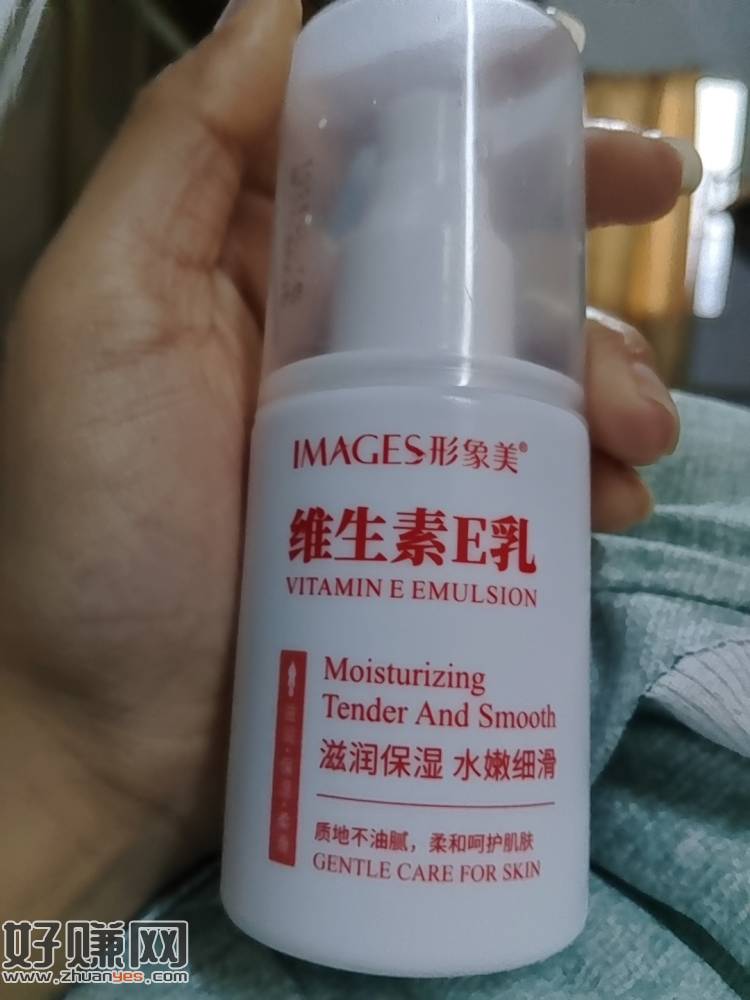 IMAGES形象美®
维生素E乳
VITAMIN E EMULSION
Moisturizing
Tender And Smooth
滋润保湿 水嫩细滑
质地不油腻，柔和呵护肌肤
GENTLE CARE FOR SKIN
好赚网
www.zhuanyes.com